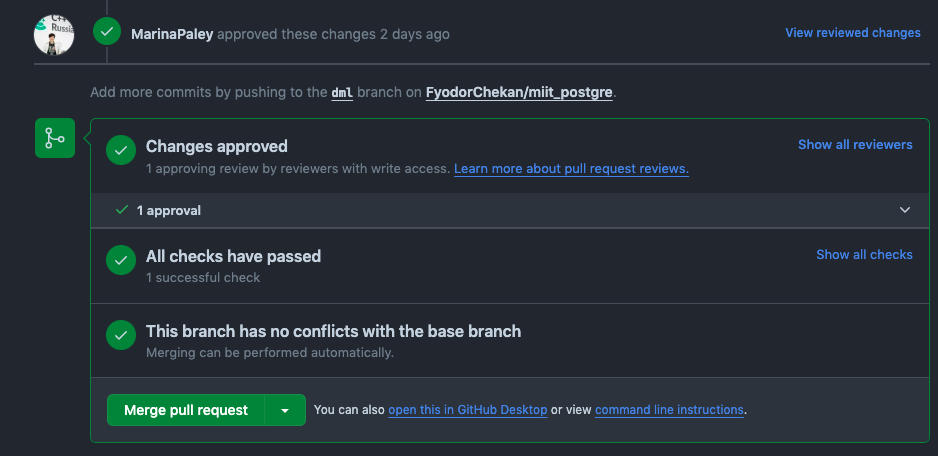 C++
Russia
MarinaPaley approved these changes 2 days ago
View reviewed changes
Add more commits by pushing to the dml branch on FyodorChekan/miit_postgre.
Changes approved
Show all reviewers
1 approving review by reviewers with write access. Learn more about pull request reviews.
1 approval
All checks have passed
Show all checks
1 successful check
This branch has no conflicts with the base branch
Merging can be performed automatically.
Merge pull request
You can also open this in GitHub Desktop or view command line instructions.